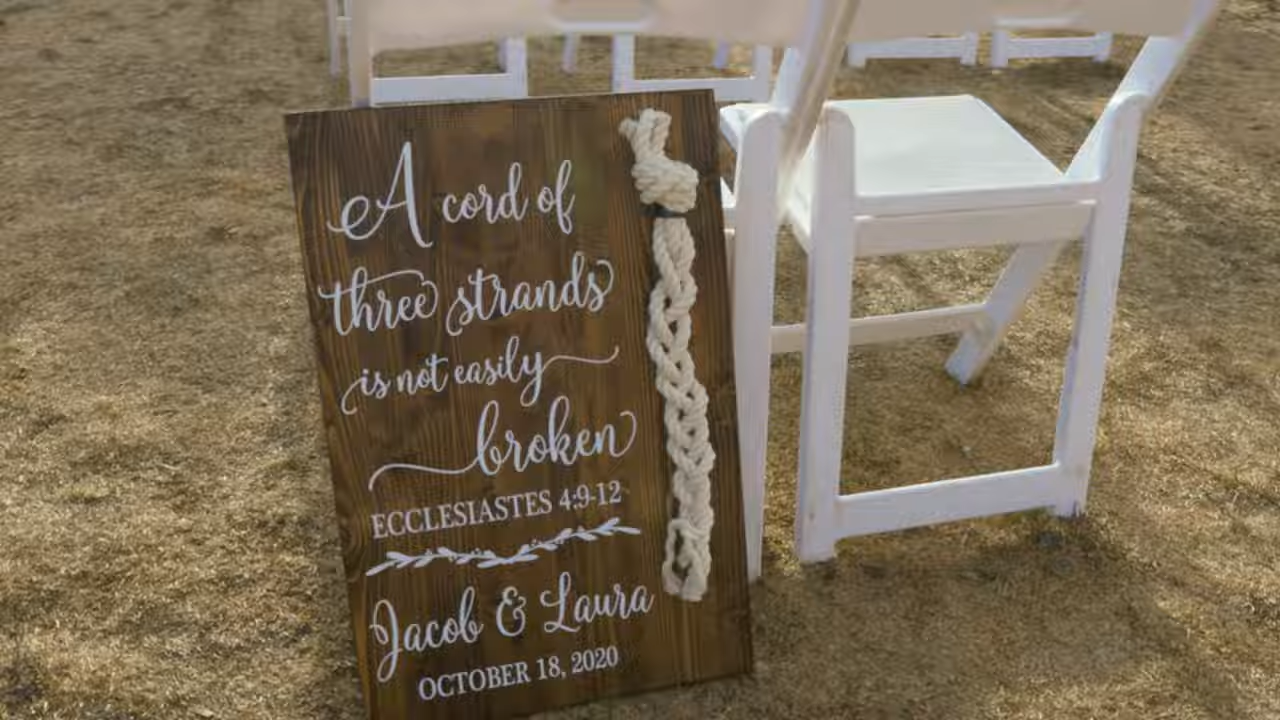 A cord of
three strands
is not easily
broken
ECCLESIASTES 4:9-12
Jacob & Laura
OCTOBER 18, 2020